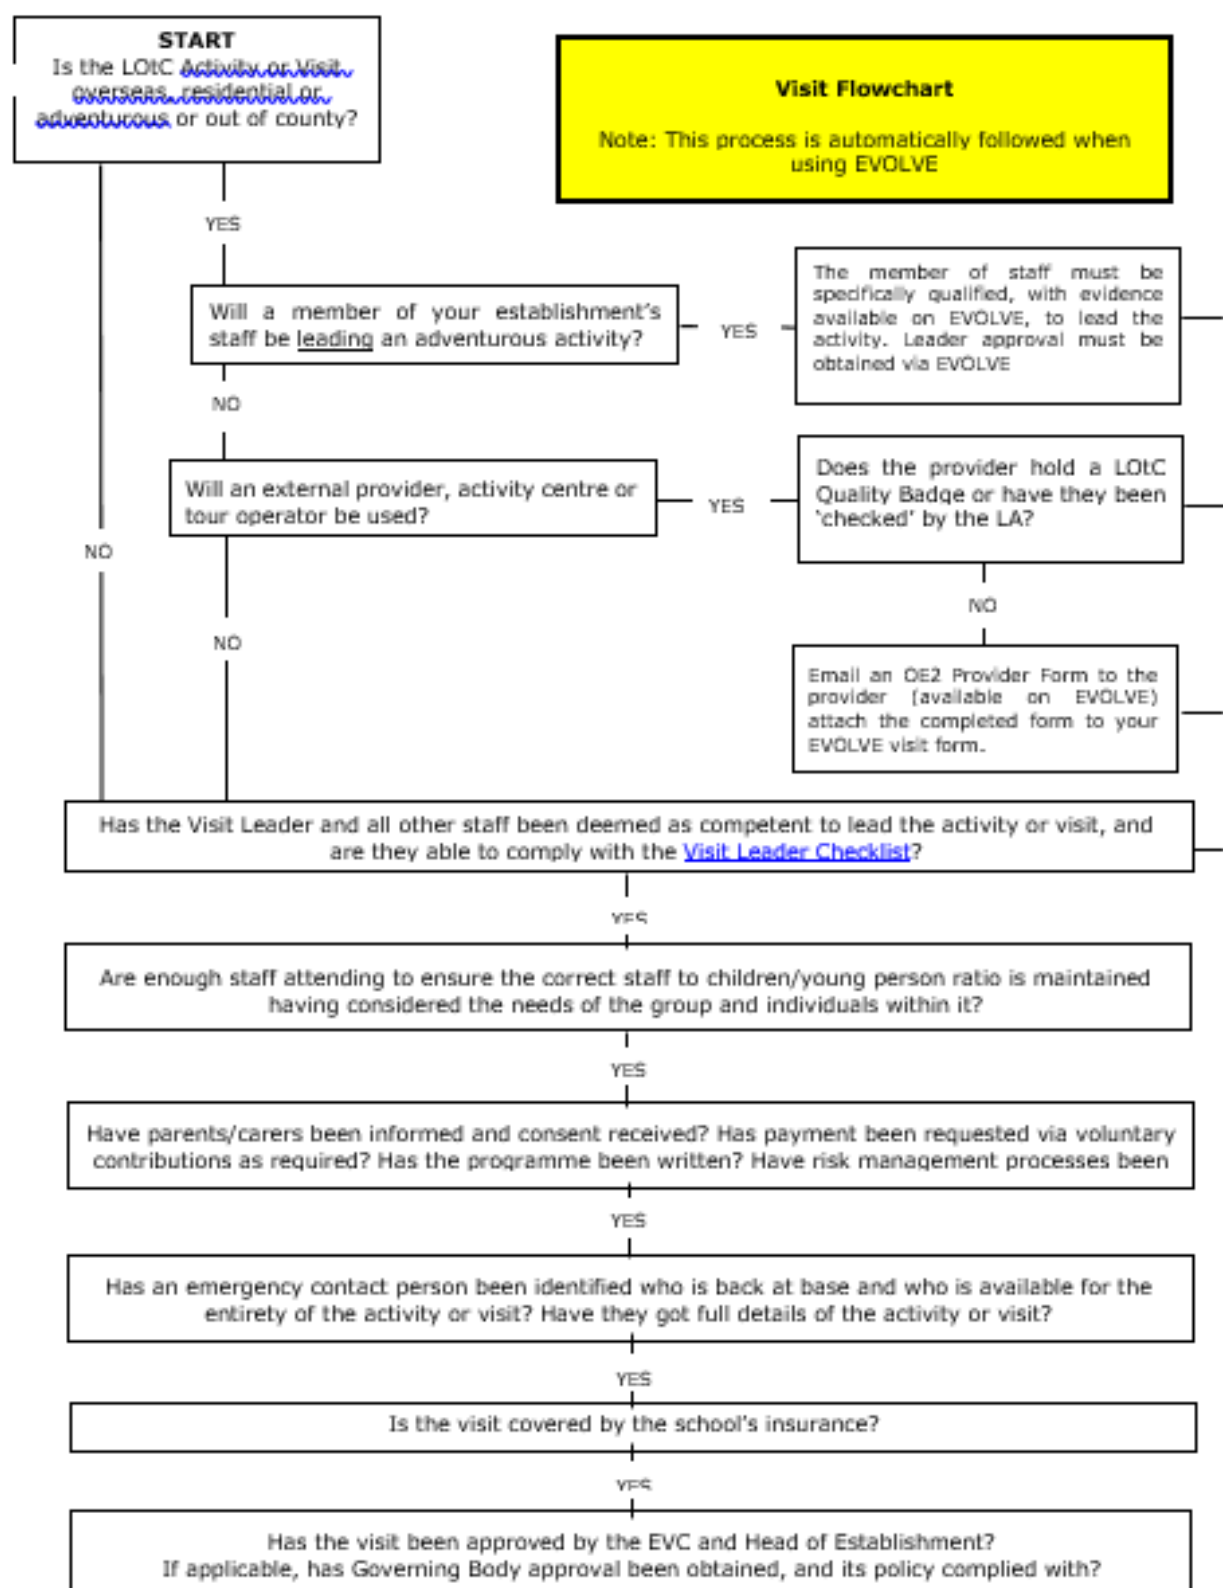 START
Is the LOtC Activity or Visit
overseas, residential or
adventurous or out of county?
Visit Flowchart
Note: This process is automatically followed when
using EVOLVE
YES
Will a member of your establishment's
staff be leading an adventurous activity?
YES
The member of staff must be
specifically qualified, with evidence
available on EVOLVE, to lead the
activity. Leader approval must be
obtained via EVOLVE
NO
Will an external provider, activity centre or
tour operator be used?
YES
Does the provider hold a LOtC
Quality Badge or have they been
'checked' by the LA?
NO
NO
NO
Email an OE2 Provider Form to the
provider (available on EVOLVE)
attach the completed form to your
EVOLVE visit form.
Has the Visit Leader and all other staff been deemed as competent to lead the activity or visit, and
are they able to comply with the Visit Leader Checklist?
YES
Are enough staff attending to ensure the correct staff to children/young person ratio is maintained
having considered the needs of the group and individuals within it?
YES
Have parents/carers been informed and consent received? Has payment been requested via voluntary
contributions as required? Has the programme been written? Have risk management processes been
YES
Has an emergency contact person been identified who is back at base and who is available for the
entirety of the activity or visit? Have they got full details of the activity or visit?
YES
Is the visit covered by the school's insurance?
YES
Has the visit been approved by the EVC and Head of Establishment?
If applicable, has Governing Body approval been obtained, and its policy complied with?